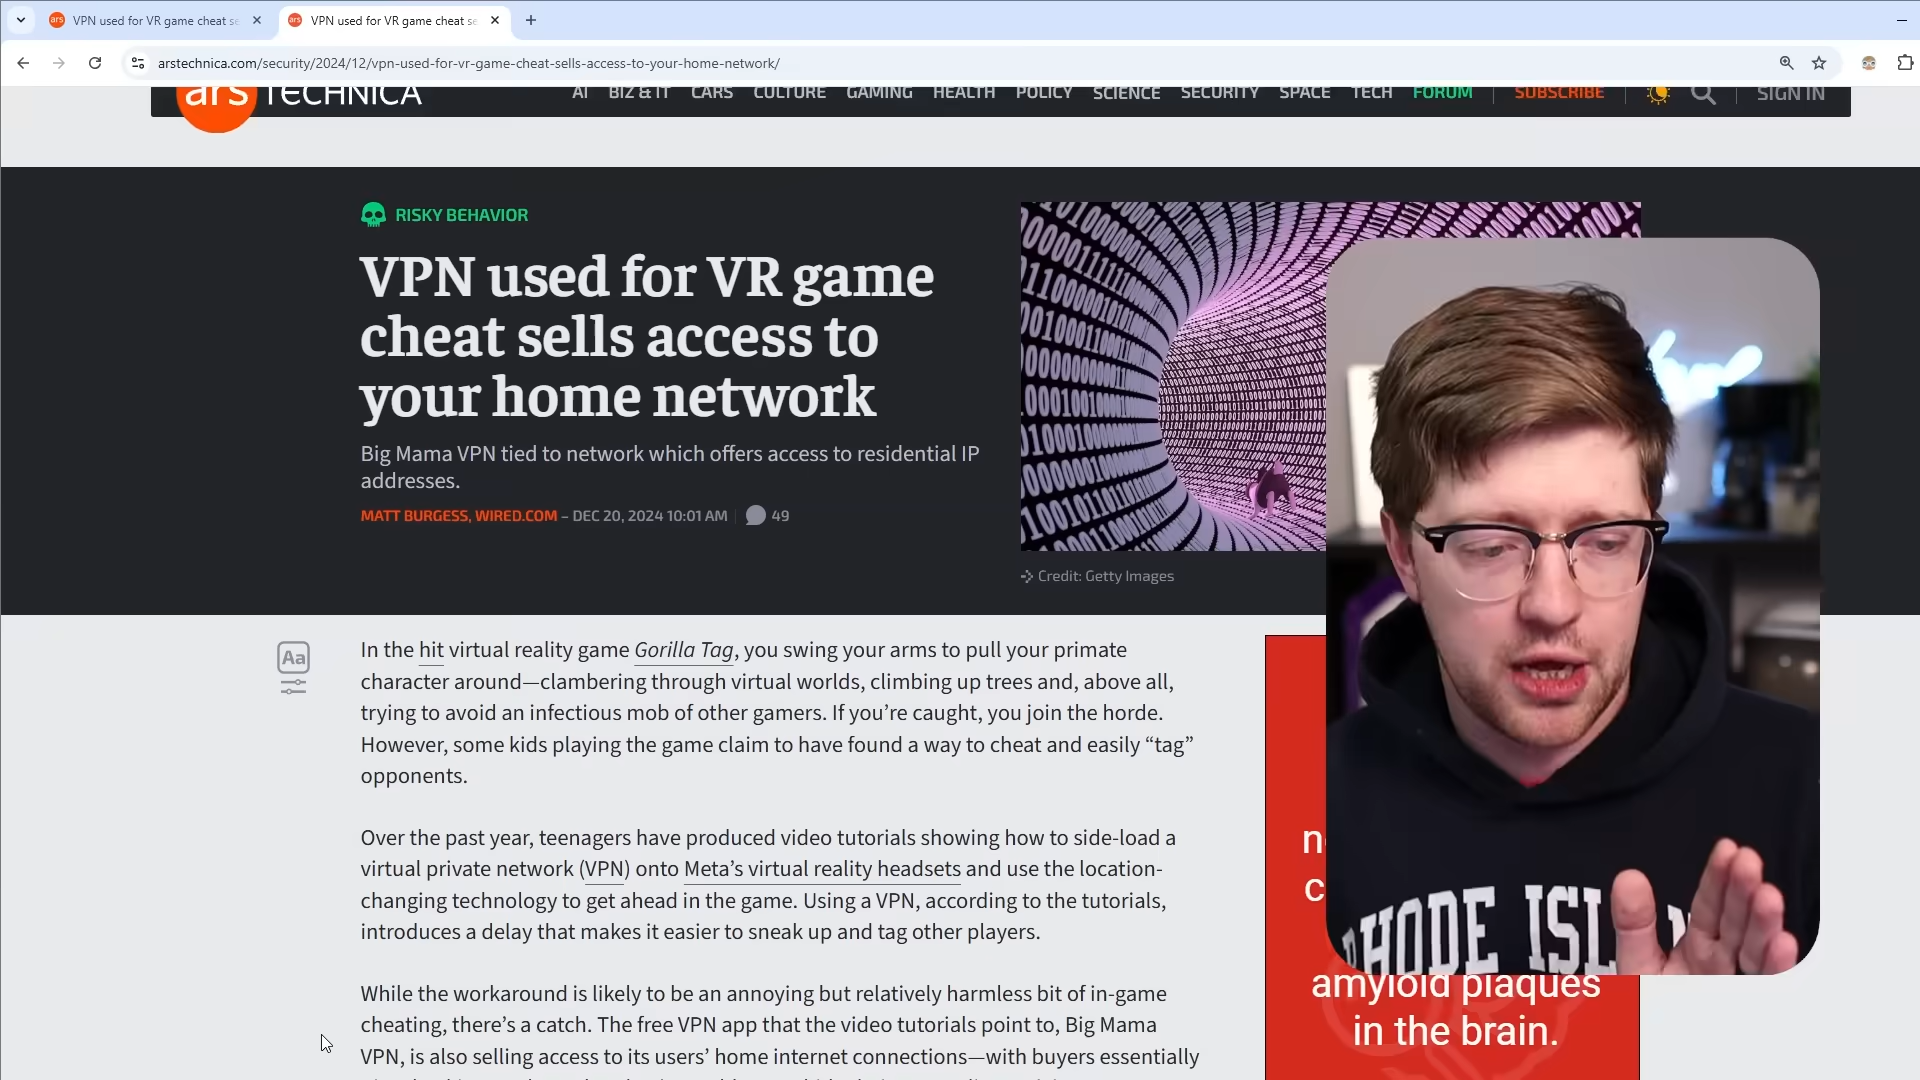 VPN used for VR game cheat se
VPN used for VR game cheat se
arstechnica.com/security/2024/12/vpn-used-for-vr-game-cheat-sells-access-to-your-home-network/
ars TECHNICA
AI BIZ & IT CARS CULTURE GAMING HEALTH POLICY SCIENCE SECURITY SPACE TECH FORUM SUBSCRIBE SIGN IN
RISKY BEHAVIOR
VPN used for VR game
cheat sells access to
your home network
Big Mama VPN tied to network which offers access to residential IP
addresses.
MATT BURGESS, WIRED.COM – DEC 20, 2024 10:01 AM 49
Credit: Getty Images
Aa
In the hit virtual reality game Gorilla Tag, you swing your arms to pull your primate
character around—clambering through virtual worlds, climbing up trees and, above all,
trying to avoid an infectious mob of other gamers. If you’re caught, you join the horde.
However, some kids playing the game claim to have found a way to cheat and easily “tag”
opponents.
Over the past year, teenagers have produced video tutorials showing how to side-load a
virtual private network (VPN) onto Meta’s virtual reality headsets and use the location-
changing technology to get ahead in the game. Using a VPN, according to the tutorials,
introduces a delay that makes it easier to sneak up and tag other players.
While the workaround is likely to be an annoying but relatively harmless bit of in-game
cheating, there’s a catch. The free VPN app that the video tutorials point to, Big Mama
VPN, is also selling access to its users’ home internet connections—with buyers essentially
RHODE ISL
amyloid plaques
in the brain.